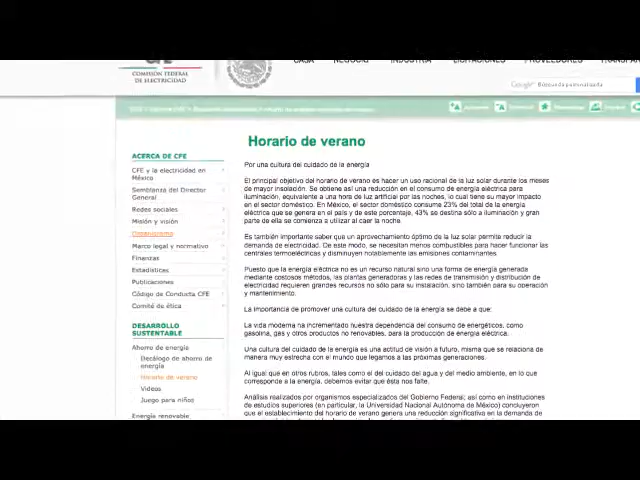 CASA NEGOCIO INDUSTRIA LICITACIONES PROVEEDORES TRANSPAR
COMISIÓN FEDERAL
DE ELECTRICIDAD
Google Búsqueda personalizada
Horario de verano
Por una cultura del cuidado de la energía
El principal objetivo del horario de verano es hacer un uso racional de la luz solar durante los meses
de mayor insolación. Se obtiene así una reducción en el consumo de energía eléctrica para
iluminación, equivalente a una hora de luz artificial por las noches, lo cual tiene su mayor impacto
en el sector doméstico. En México, el sector doméstico consume 23% del total de la energía
eléctrica que se genera en el país y de este porcentaje, 43% se destina sólo a iluminación y gran
parte de ella se comienza a utilizar al caer la noche.
Es también importante saber que un aprovechamiento óptimo de la luz solar permite reducir la
demanda de electricidad. De este modo, se necesitan menos combustibles para hacer funcionar las
centrales termoeléctricas y disminuyen notablemente las emisiones contaminantes.
Puesto que la energía eléctrica no es un recurso natural sino una forma de energía generada
mediante costosos métodos, las plantas generadoras y las redes de transmisión y distribución de
electricidad requieren grandes recursos no sólo para su instalación, sino también para su operación
y mantenimiento.
La importancia de promover una cultura del cuidado de la energía se debe a que:
La vida moderna ha incrementado nuestra dependencia del consumo de energéticos, como
gasolina, gas y otros productos no renovables, para la producción de energía eléctrica.
Una cultura del cuidado de la energía es una actitud de visión a futuro, misma que se relaciona de
manera muy estrecha con el mundo que legamos a las próximas generaciones.
Al igual que en otros rubros, tales como el del cuidado del agua y del medio ambiente, en lo que
corresponde a la energía, debemos evitar que ésta nos falte.
Análisis realizados por organismos especializados del Gobierno Federal; así como en instituciones
de estudios superiores (en particular, la Universidad Nacional Autónoma de México) concluyeron
que el establecimiento del horario de verano genera una reducción significativa en la demanda de
ACERCA DE CFE
CFE y la electricidad en
México
Semblanza del Director
General
Redes sociales
Misión y visión
Organigrama
Marco legal y normativo
Finanzas
Estadísticas
Publicaciones
Código de Conducta CFE
Comité de ética
DESARROLLO
SUSTENTABLE
Ahorro de energía
Decálogo de ahorro de
energía
Horario de verano
Videos
Juego para niños
Energía renovable